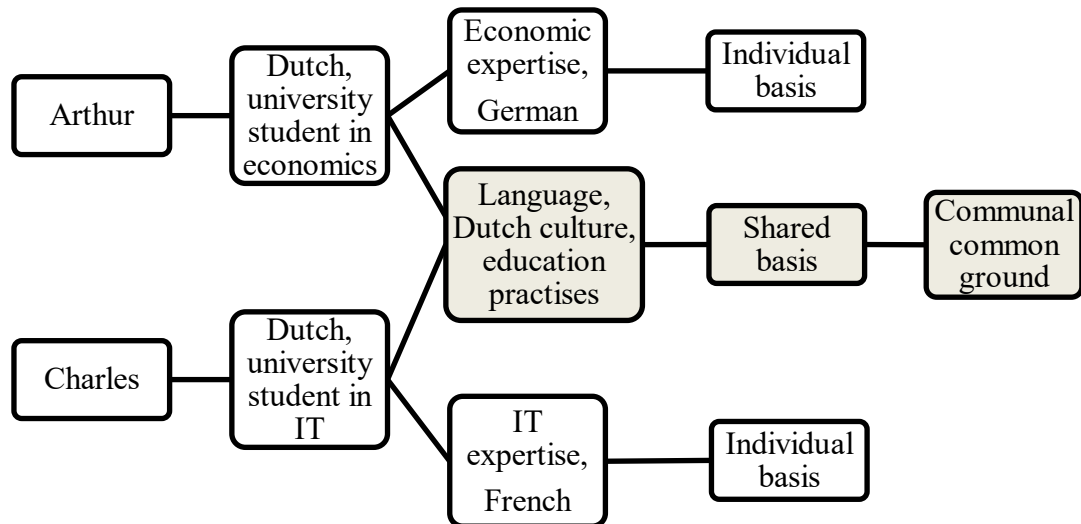 Arthur
Dutch,
university
student in
economics
Economic
expertise,
German
Individual
basis
Language,
Dutch culture,
education
practises
Shared
basis
Communal
common
ground
Charles
Dutch,
university
student in
IT
IT
expertise,
French
Individual
basis